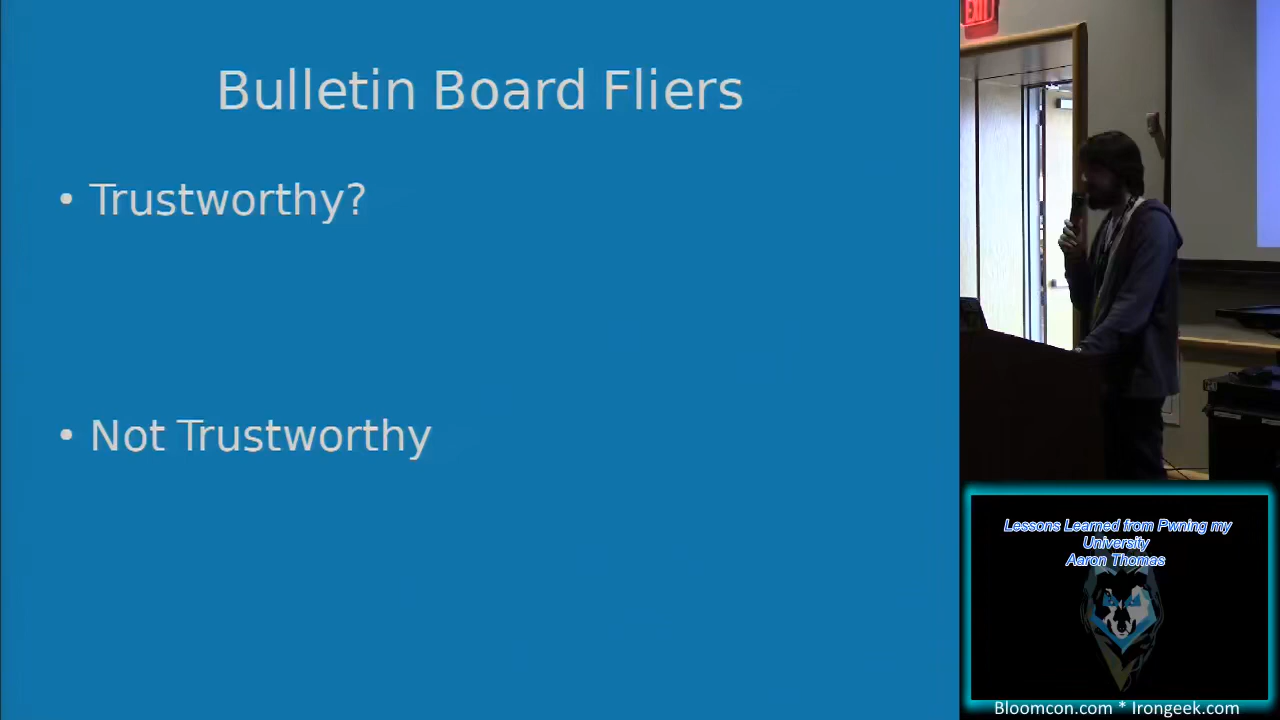 Bulletin Board Fliers
• Trustworthy?
• Not Trustworthy
EXIT
Lessons Learned from Pwning my
University
Aaron Thomas
Bloomcon.com * Irongeek.com